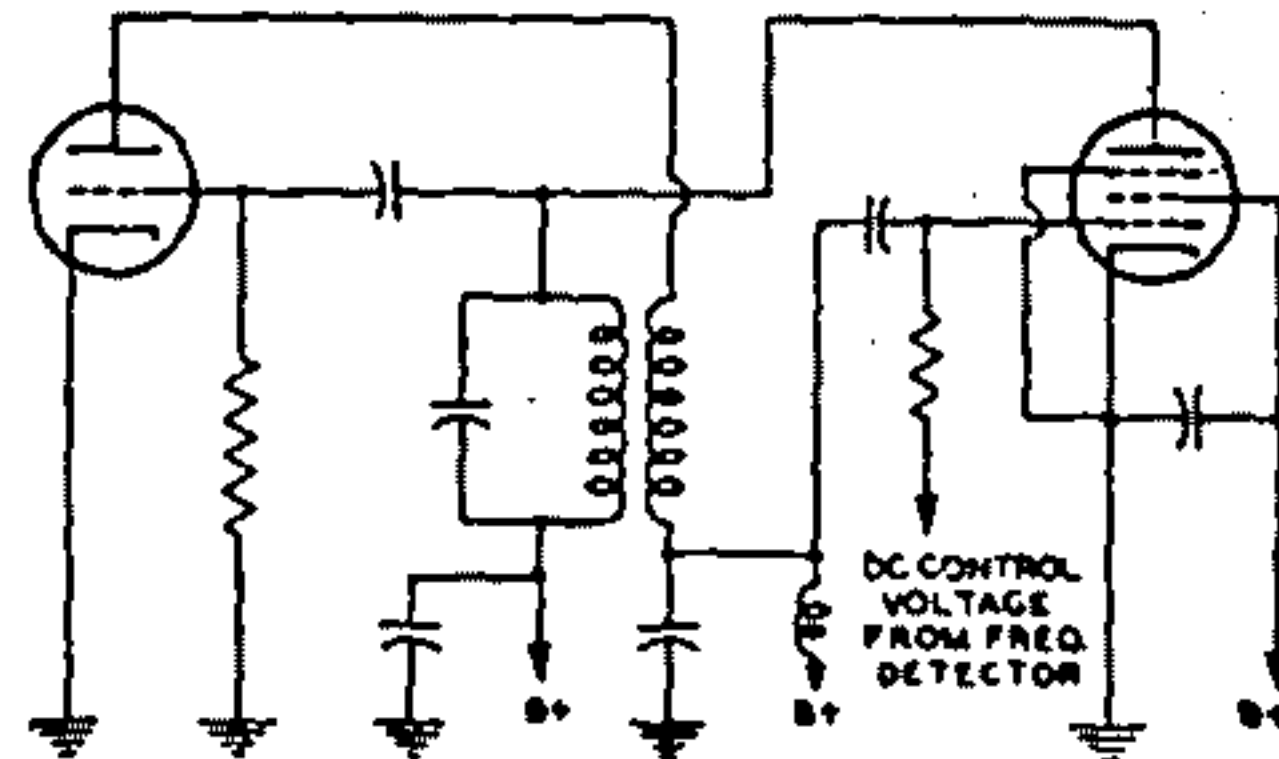 DC CONTROL
VOLTAGE
FROM FREQ.
DETECTOR
B+
B+
B+